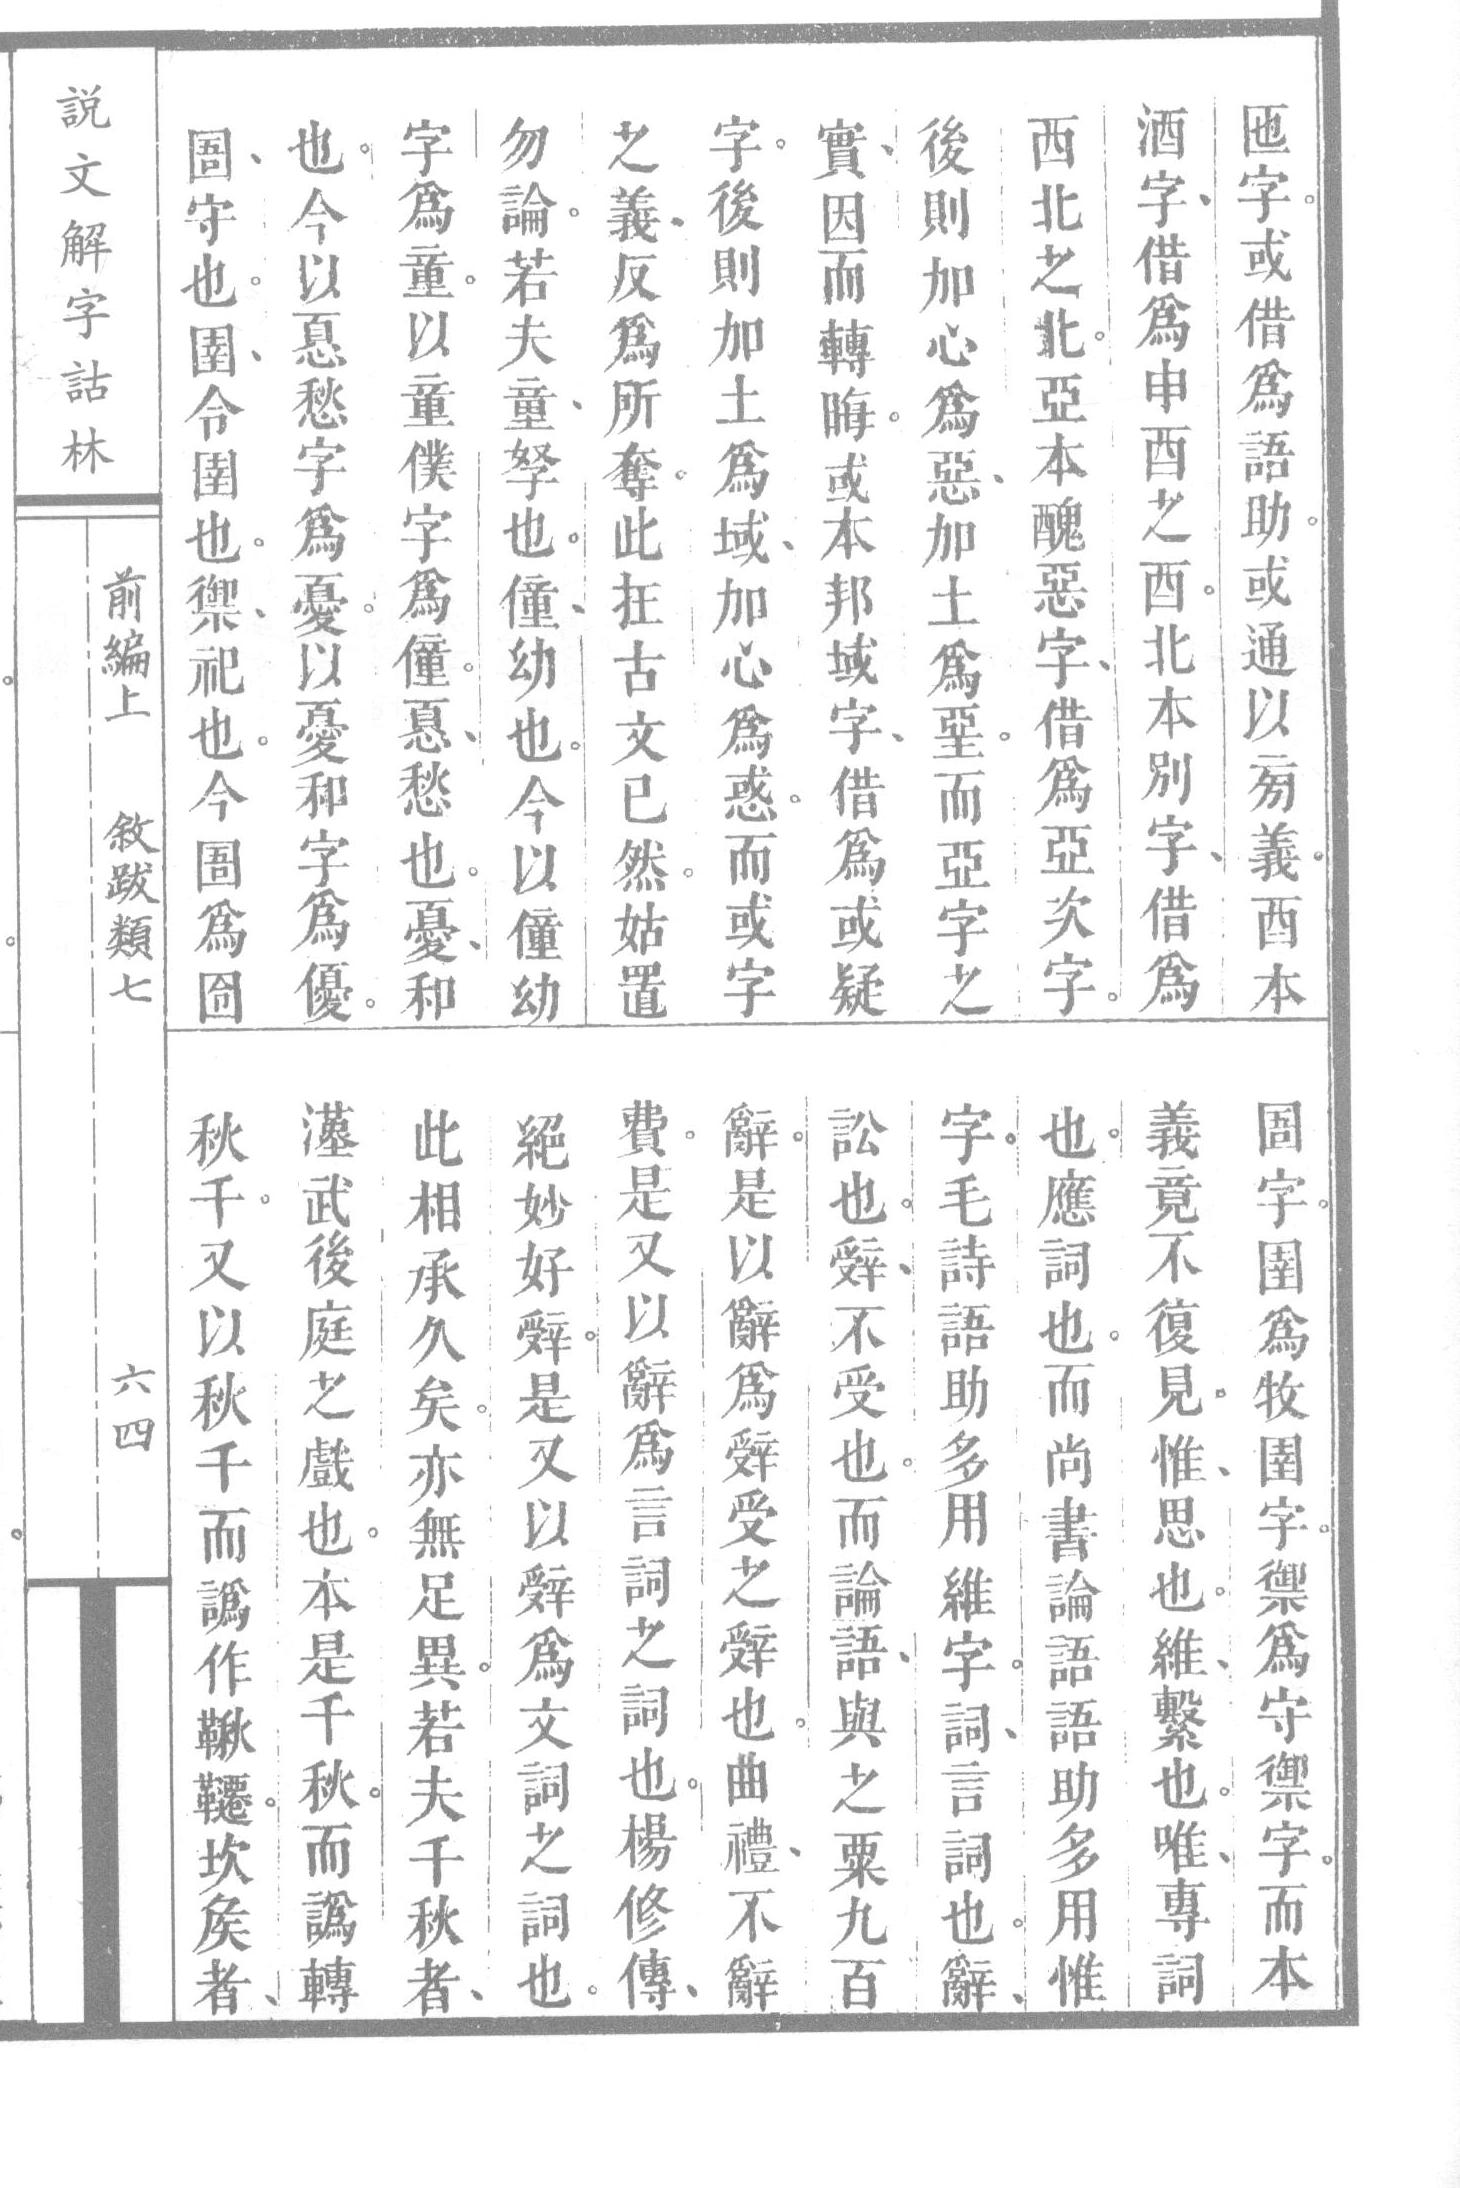 匜字。或借爲語助。或通以㫄義。酉本
酒字、借爲申酉之酉。北本別字、借爲
西北之北。亞本醜惡字、借爲亞次字。
後則加心爲惡、加土爲堊。而亞字之
實、因而轉晦。或本邦域字、借爲或疑
字。後則加土爲域、加心爲惑。而或字
之義、反爲所奪。此在古文已然。姑置
勿論。若夫童、孥也。僮、幼也。今以僮幼
字爲童。以童僕字爲僮。惪、愁也。憂、和
也。今以惪愁字爲憂。以憂和字爲優。
圄、守也。圉、令圉也。禦、祀也。今圄爲囹
圄字。圉爲牧圉字。禦爲守禦字。而本
義竟不復見。惟、思也。維、繫也。唯、專詞
也。應詞也。而尚書論語語助多用惟
字。毛詩語助多用維字。詞、言詞也。辭、
訟也。辤、不受也。而論語、與之粟九百
辭。是以辭爲辤受之辤也。曲禮、不辭
費。是又以辭爲言詞之詞也。楊修傳、
絕妙好辤。是又以辤爲文詞之詞也。
此相承久矣。亦無足異。若夫千秋者、
漢武後庭之戲也。本是千秋。而譌轉
秋千。又以秋千而譌作鞦韆。坎矦者、
説文解字詁林
前編上 敘跋類七
六四